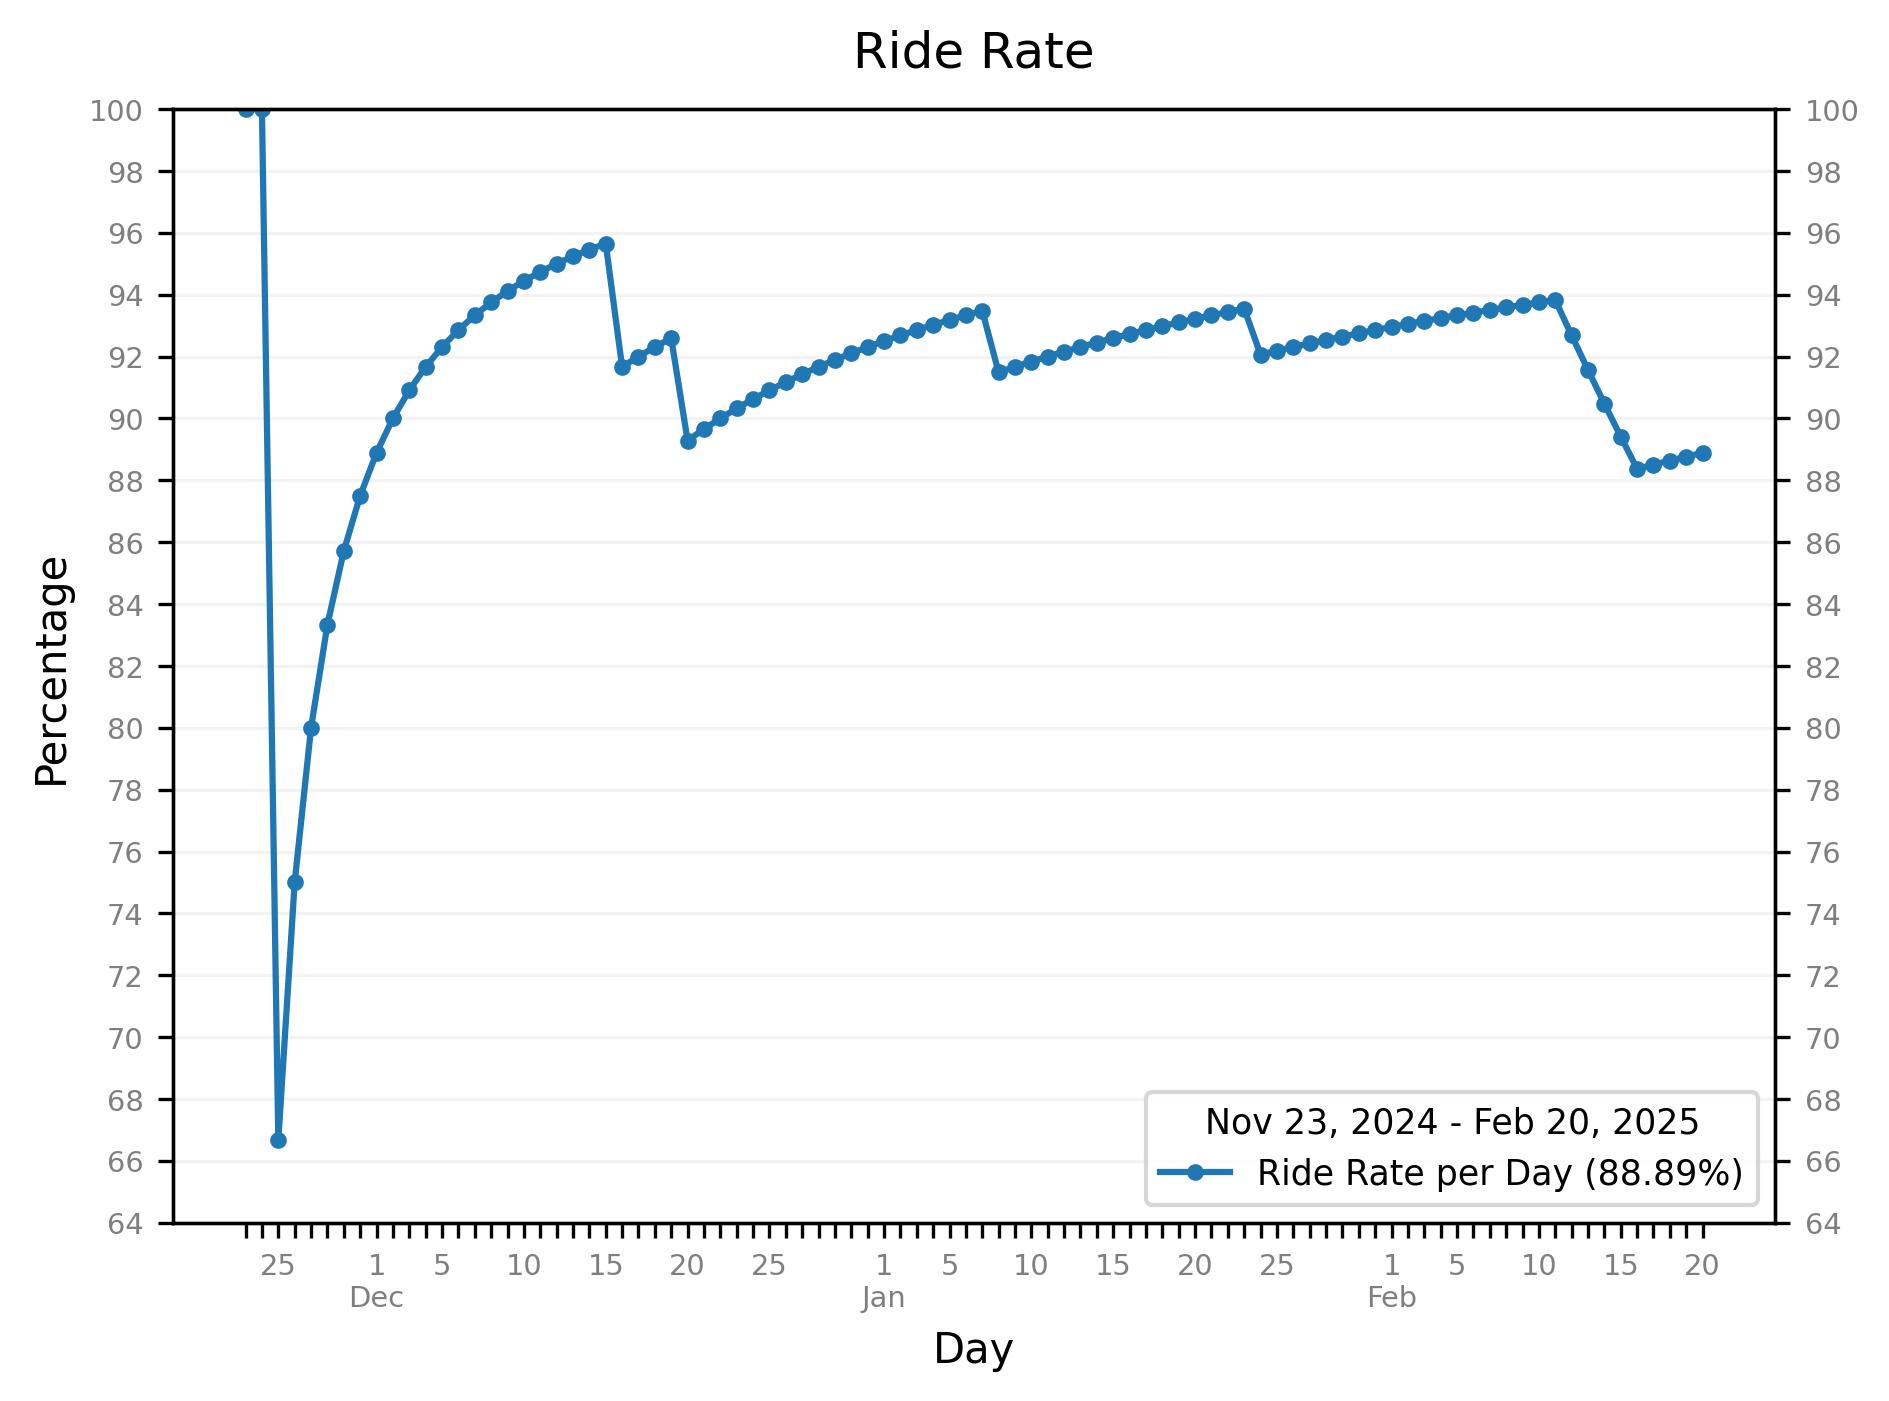 Ride Rate
100 100
98 98
96 96
94 94
92 92
90 90
88 88
86 86
84 84
82 82
80 80
78 78
76 76
74 74
72 72
70 70
68 68
66 66
64 64
Percentage
Nov 23, 2024 - Feb 20, 2025
Ride Rate per Day (88.89%)
25 1 5 10 15 20 25 1 5 10 15 20 25 1 5 10 15 20
Dec Jan Feb
Day